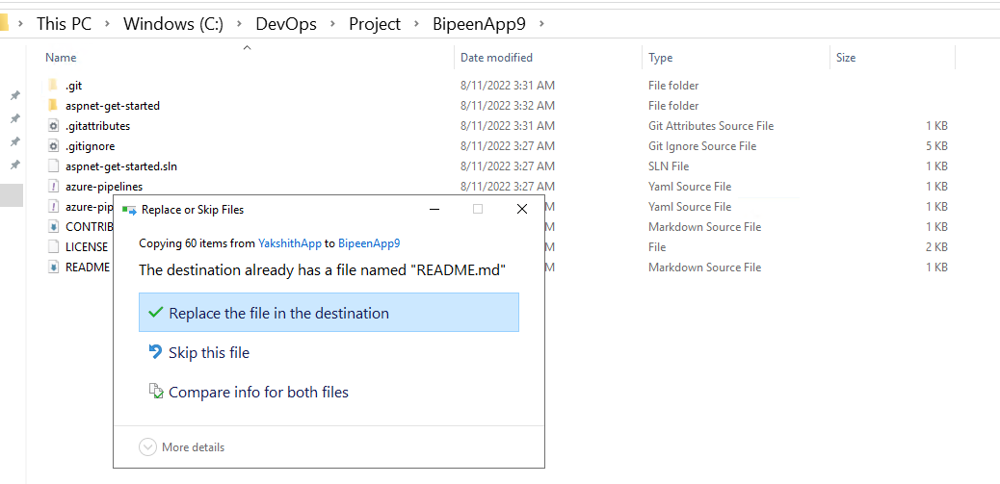 This PC > Windows (C:) > DevOps > Project > BipeenApp9 >
Name Date modified Type Size
.git 8/11/2022 3:31 AM File folder
aspnet-get-started 8/11/2022 3:32 AM File folder
.gitattributes 8/11/2022 3:31 AM Git Attributes Source File 1 KB
.gitignore 8/11/2022 3:27 AM Git Ignore Source File 5 KB
aspnet-get-started.sln 8/11/2022 3:27 AM SLN File 1 KB
azure-pipelines 8/11/2022 3:27 AM Yaml Source File 1 KB
azure-pip M Yaml Source File 1 KB
CONTRIB M Markdown Source File 1 KB
LICENSE M File 2 KB
README M Markdown Source File 1 KB
Replace or Skip Files
Copying 60 items from YakshithApp to BipeenApp9
The destination already has a file named "README.md"
Replace the file in the destination
Skip this file
Compare info for both files
More details